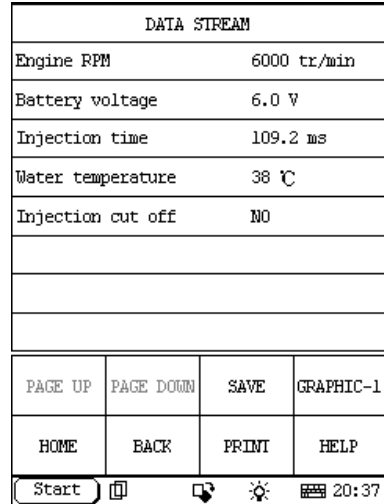 DATA STREAM
Engine RPM 6000 tr/min
Battery voltage 6.0 V
Injection time 109.2 ms
Water temperature 38 ℃
Injection cut off NO
PAGE UP PAGE DOWN SAVE GRAPHIC-1
HOME BACK PRINT HELP
Start 20:37